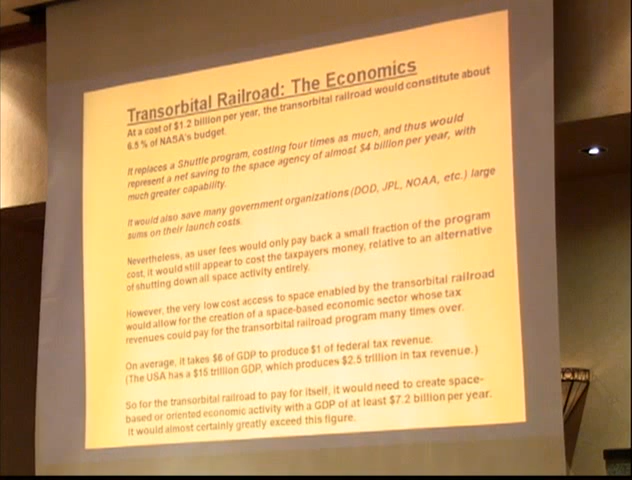 Transorbital Railroad: The Economics
At a cost of $1.2 billion per year, the transorbital railroad would constitute about
6.5 % of NASA's budget.
It replaces a Shuttle program, costing four times as much, and thus would
represent a net saving to the space agency of almost $4 billion per year, with
much greater capability.
It would also save many government organizations (DOD, JPL, NOAA, etc.) large
sums on their launch costs.
Nevertheless, as user fees would only pay back a small fraction of the program
cost, it would still appear to cost the taxpayers money, relative to an alternative
of shutting down all space activity entirely.
However, the very low cost access to space enabled by the transorbital railroad
would allow for the creation of a space-based economic sector whose tax
revenues could pay for the transorbital railroad program many times over.
On average, it takes $6 of GDP to produce $1 of federal tax revenue.
(The USA has a $15 trillion GDP, which produces $2.5 trillion in tax revenue.)
So for the transorbital railroad to pay for itself, it would need to create space-
based or oriented economic activity with a GDP of at least $7.2 billion per year.
It would almost certainly greatly exceed this figure.